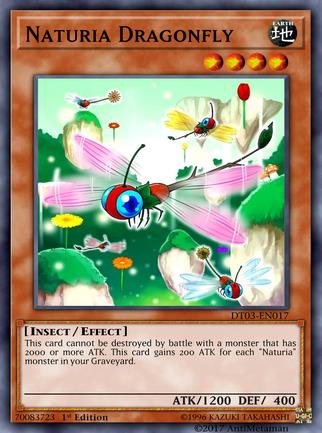 NATURIA DRAGONFLY
EARTH
地
DT03-EN017
[INSECT / EFFECT]
This card cannot be destroyed by battle with a monster that has
2000 or more ATK. This card gains 200 ATK for each "Naturia"
monster in your Graveyard.
ATK/1200 DEF/ 400
70083723 1st Edition ©1996 KAZUKI TAKAHASHI
©2017 AntiMetaman